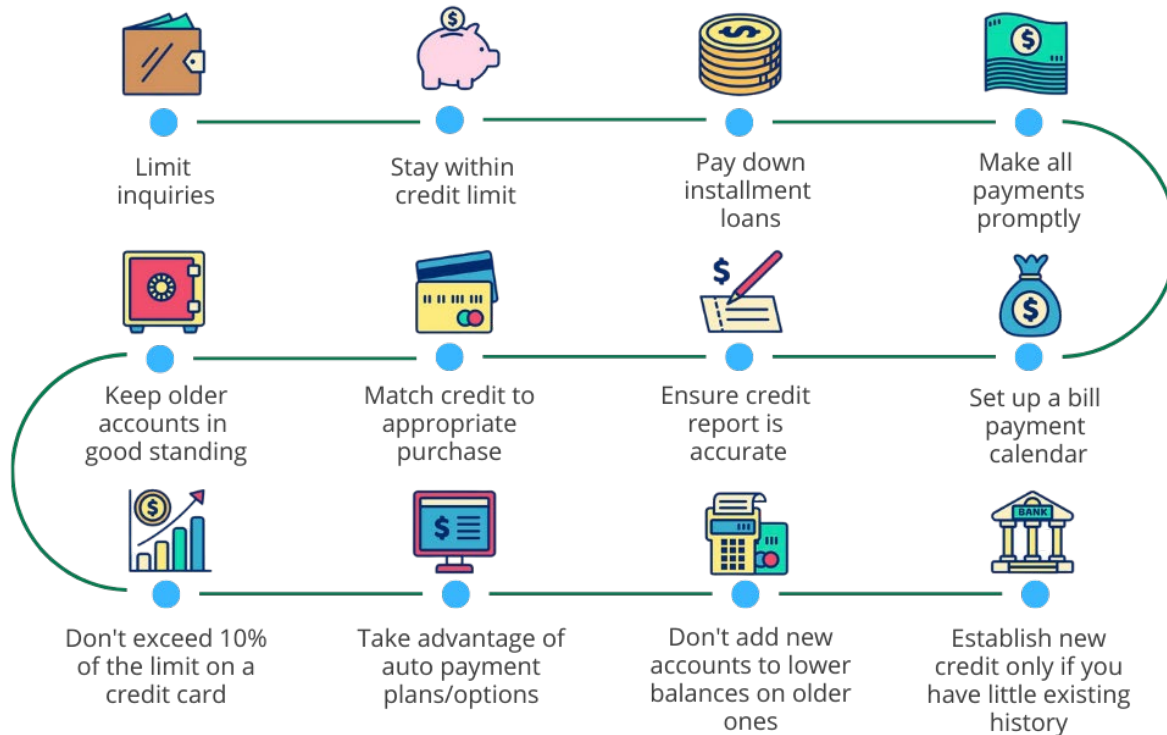 Limit
inquiries
Stay within
credit limit
Pay down
installment
loans
Make all
payments
promptly
Keep older
accounts in
good standing
Match credit to
appropriate
purchase
$
Ensure credit
report is
accurate
$
Set up a bill
payment
calendar
$
Don't exceed 10%
of the limit on a
credit card
$
Take advantage of
auto payment
plans/options
Don't add new
accounts to lower
balances on older
ones
BANK
Establish new
credit only if you
have little existing
history